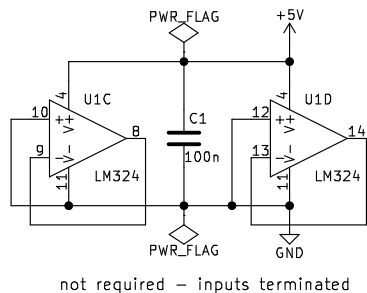 PWR_FLAG
+5V
4
U1C
4
U1D
10
+
V+
8
C1
12
+
V+
14
9
-
V-
100n
13
-
V-
11
LM324
11
LM324
PWR_FLAG
GND
not required – inputs terminated